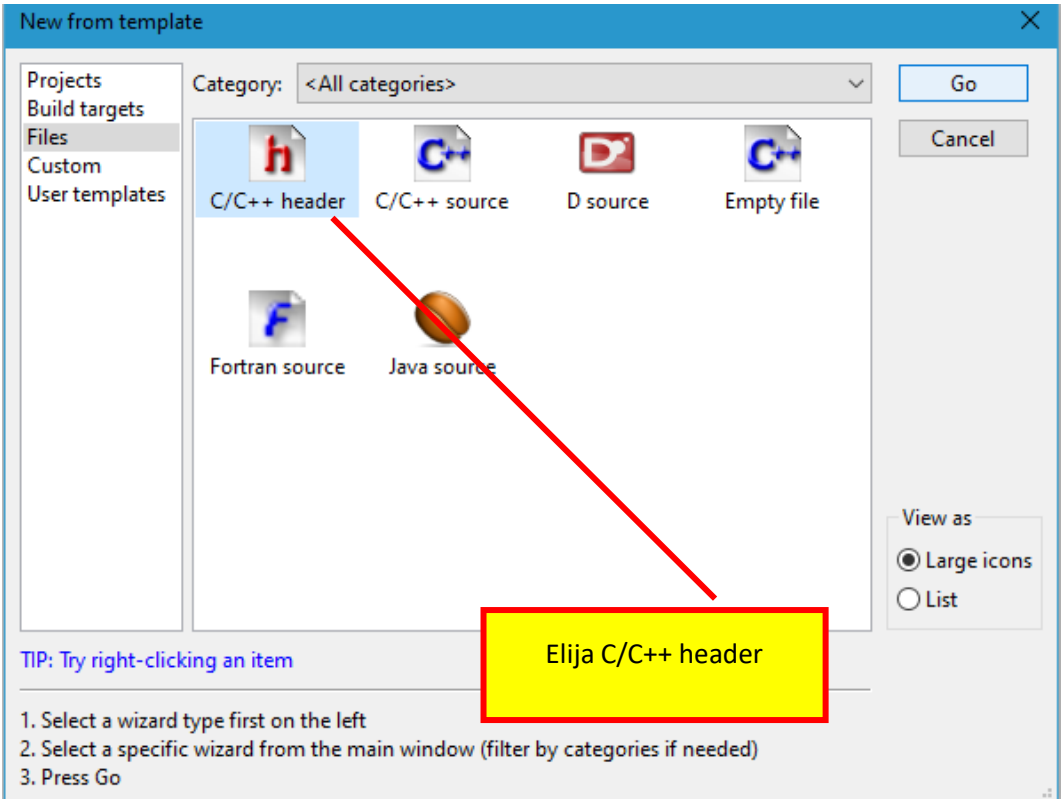 New from template
Projects
Build targets
Files
Custom
User templates
Category: <All categories>
Go
Cancel
h
C++
D
C++
C/C++ header
C/C++ source
D source
Empty file
F
Fortran source
Java source
View as
Large icons
List
Elija C/C++ header
TIP: Try right-clicking an item
1. Select a wizard type first on the left
2. Select a specific wizard from the main window (filter by categories if needed)
3. Press Go